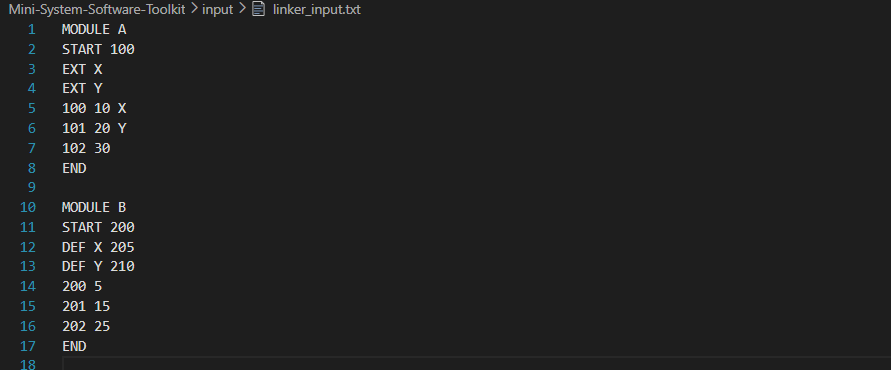 Mini-System-Software-Toolkit > input > linker_input.txt
1 MODULE A
2 START 100
3 EXT X
4 EXT Y
5 100 10 X
6 101 20 Y
7 102 30
8 END
9
10 MODULE B
11 START 200
12 DEF X 205
13 DEF Y 210
14 200 5
15 201 15
16 202 25
17 END
18